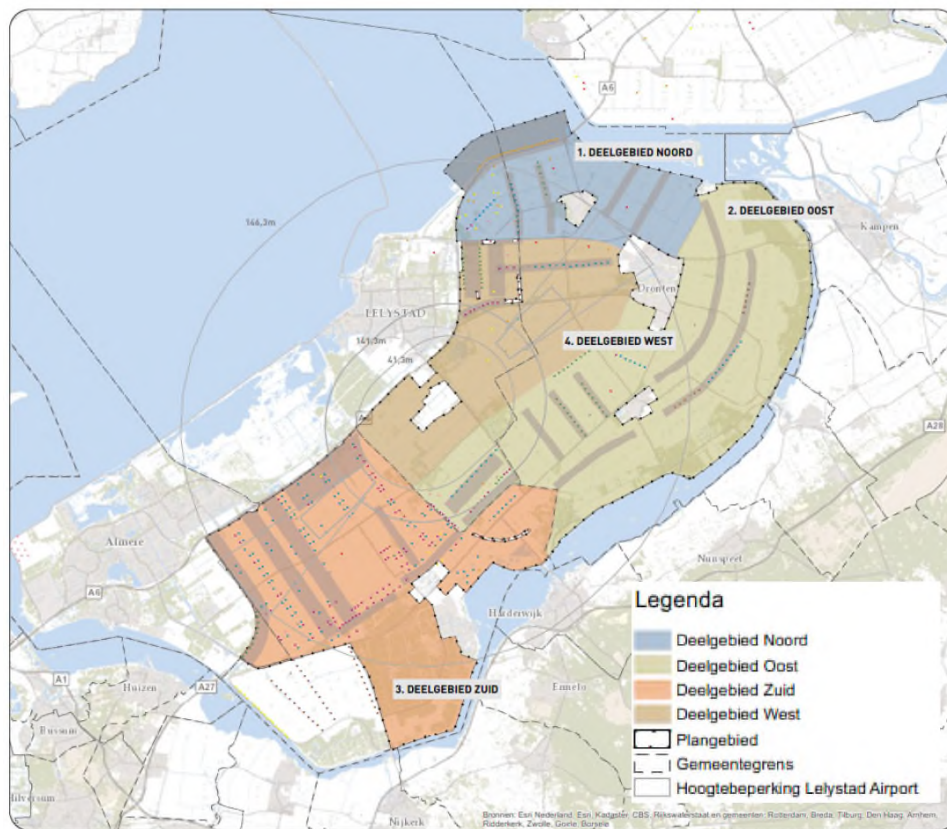 A6
1. DEELGEBIED NOORD
2. DEELGEBIED OOST
146,3m
Kampen
Dronten
LELYSTAD
4. DEELGEBIED WEST
141,3m
41,3m
A28
Almere
Nunspeet
A6
Harderwijk
A1
Huizen
A27
3. DEELGEBIED ZUID
Ermelo
Bussum
Hilversum
Nijkerk
Legenda
Deelgebied Noord
Deelgebied Oost
Deelgebied Zuid
Deelgebied West
Plangebied
Gemeentegrens
Hoogtebeperking Lelystad Airport
Bronnen: Esri Nederland, Esri, Kadaster, CBS, Rijkswaterstaat en gemeenten: Rotterdam, Breda, Tilburg, Den Haag, Arnhem,
Ridderkerk, Zwolle, Goirle, Borsele